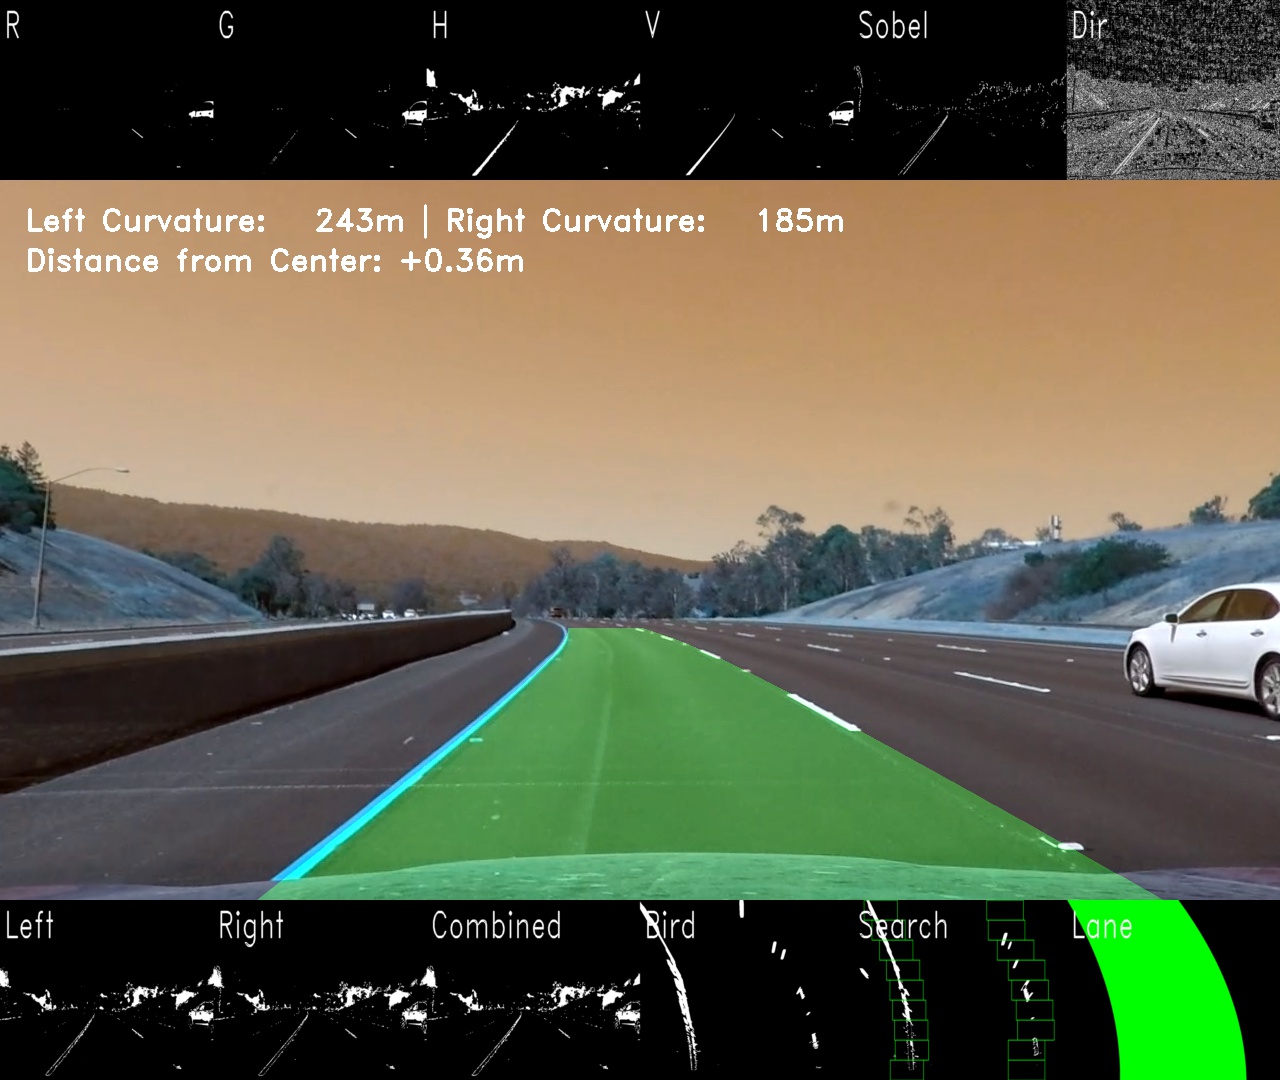 R G H V Sobel Dir
Left Curvature: 243m | Right Curvature: 185m
Distance from Center: +0.36m
Left Right Combined Bird Search Lane